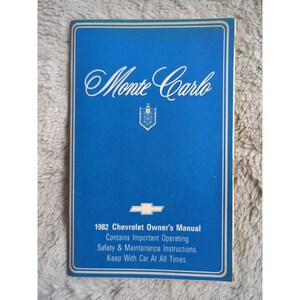 Monte Carlo
1982 Chevrolet Owner's Manual
Contains Important Operating
Safety & Maintenance Instructions.
Keep With Car At All Times.